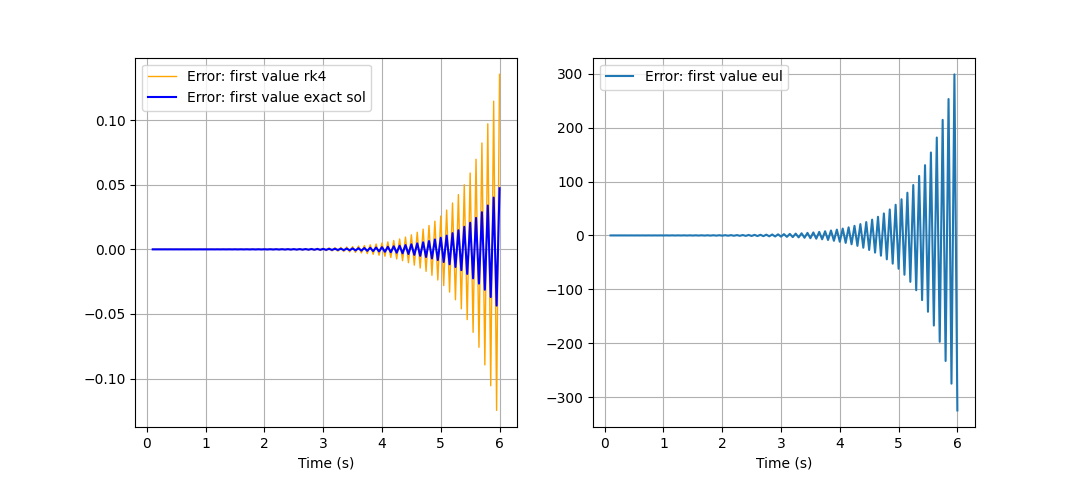 Error: first value rk4
Error: first value exact sol
0.10
0.05
0.00
−0.05
−0.10
0 1 2 3 4 5 6
Time (s)
Error: first value eul
300
200
100
0
−100
−200
−300
0 1 2 3 4 5 6
Time (s)